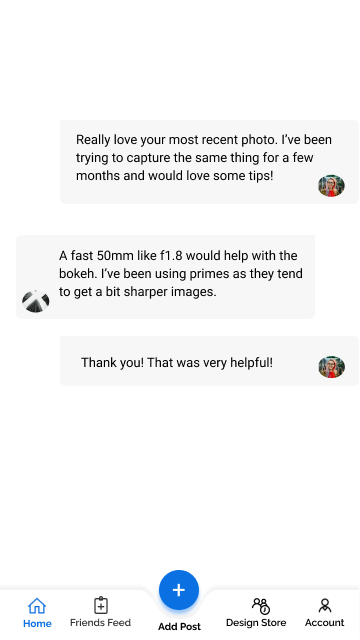 Really love your most recent photo. I’ve been
trying to capture the same thing for a few
months and would love some tips!
A fast 50mm like f1.8 would help with the
bokeh. I’ve been using primes as they tend
to get a bit sharper images.
Thank you! That was very helpful!
Home
Friends Feed
Add Post
Design Store
Account